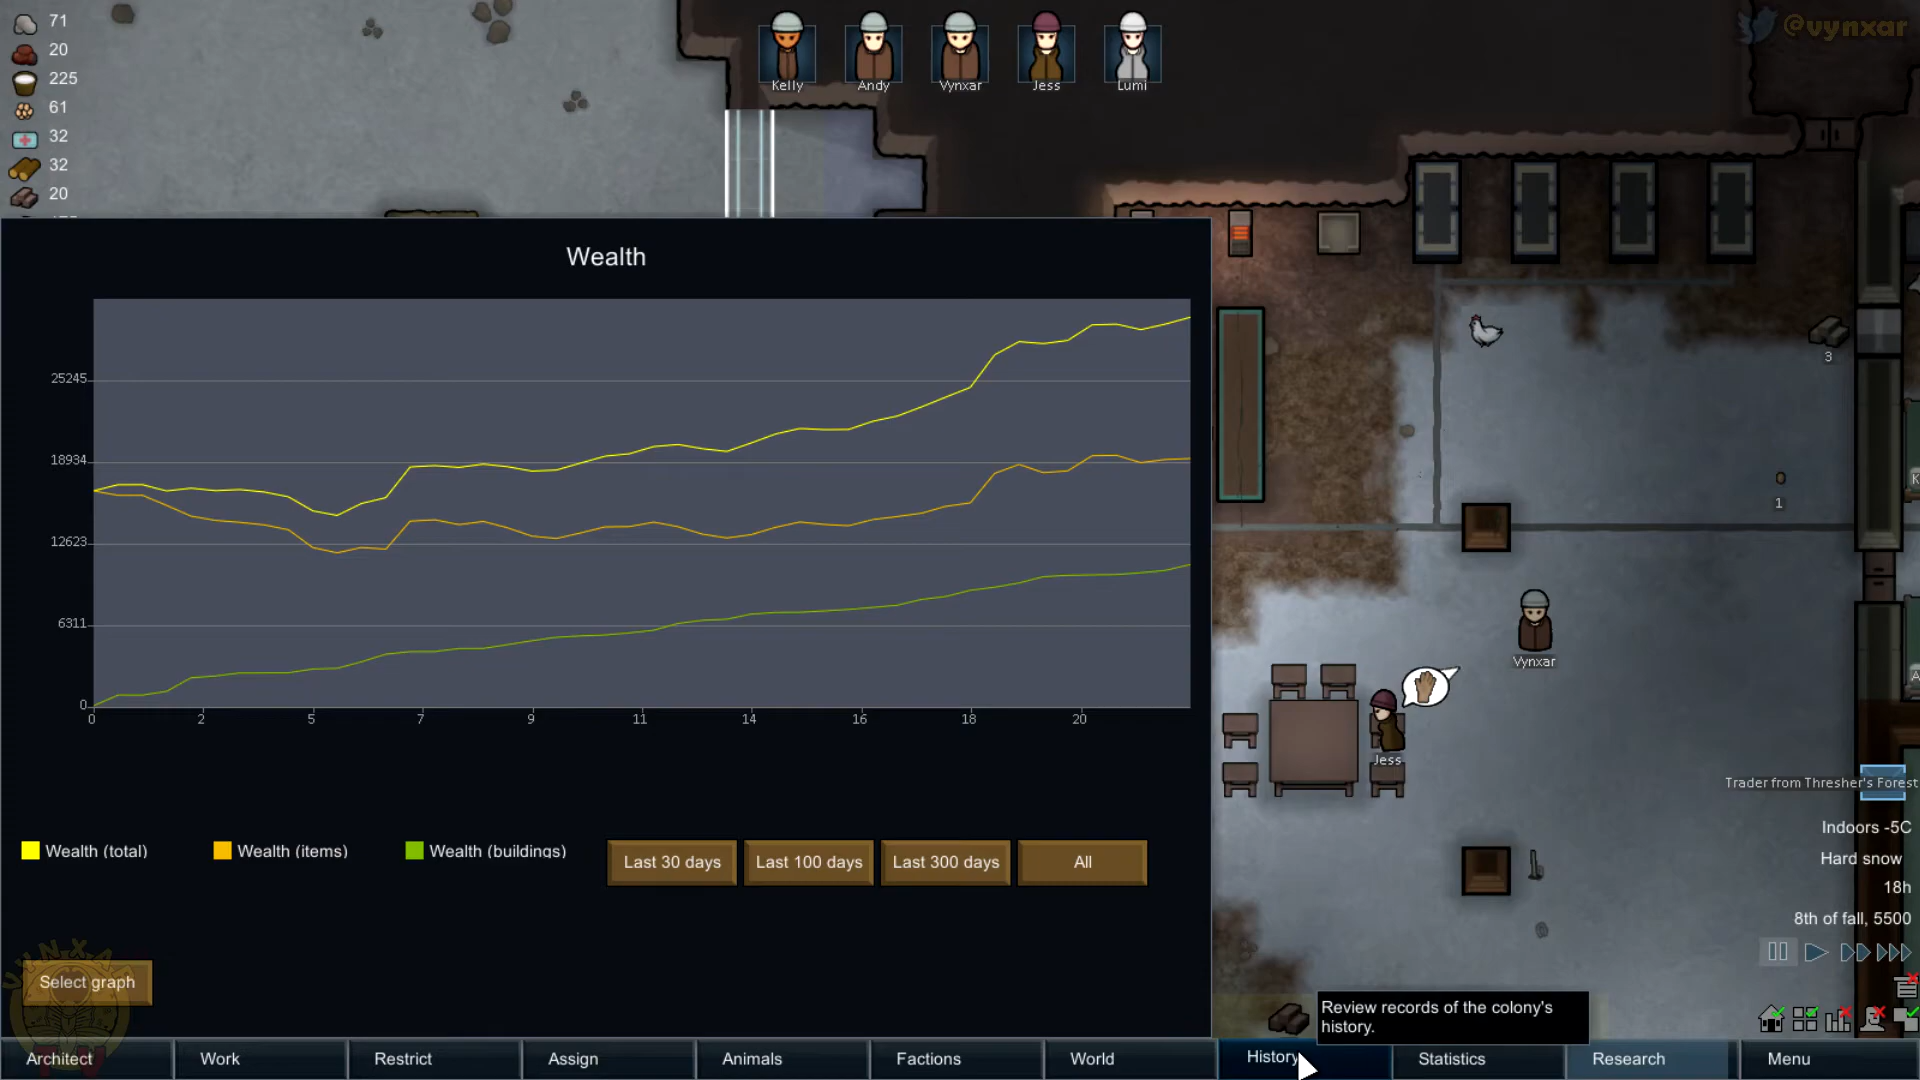 71
20
225
61
32
32
20
Kelly
Andy
Vynxar
Jess
Lumi
@vynxar
Wealth
25245
18934
12623
6311
0
0
2
5
7
9
11
14
16
18
20
Wealth (total)
Wealth (items)
Wealth (buildings)
Last 30 days
Last 100 days
Last 300 days
All
Select graph
3
1
Vynxar
Jess
Trader from Thresher's Forest
Indoors -5C
Hard snow
18h
8th of fall, 5500
Review records of the colony's
history.
Architect
Work
Restrict
Assign
Animals
Factions
World
History
Statistics
Research
Menu